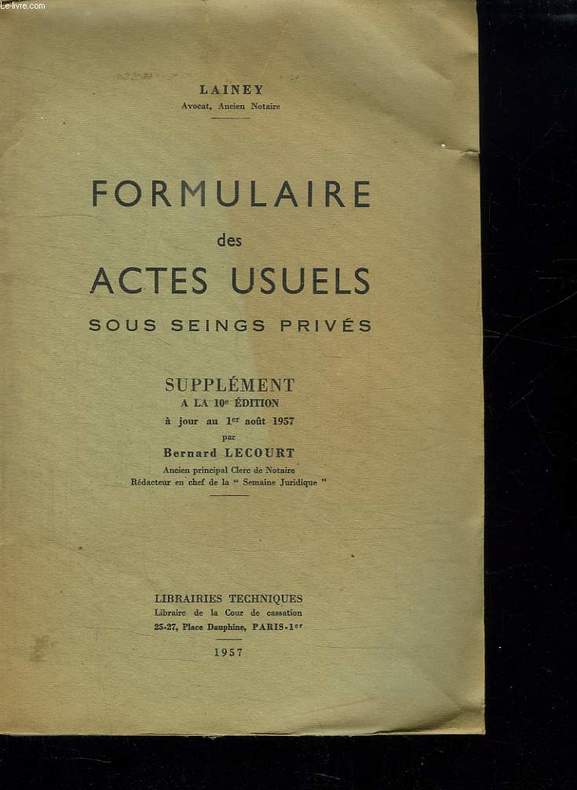 Le-livre.com
LAINEY
Avocat, Ancien Notaire
FORMULAIRE
des
ACTES USUELS
SOUS SEINGS PRIVÉS
SUPPLÉMENT
A LA 10e ÉDITION
à jour au 1er août 1957
par
Bernard LECOURT
Ancien principal Clerc de Notaire
Rédacteur en chef de la " Semaine Juridique "
LIBRAIRIES TECHNIQUES
Libraire de la Cour de cassation
25-27, Place Dauphine, PARIS-1er
1957